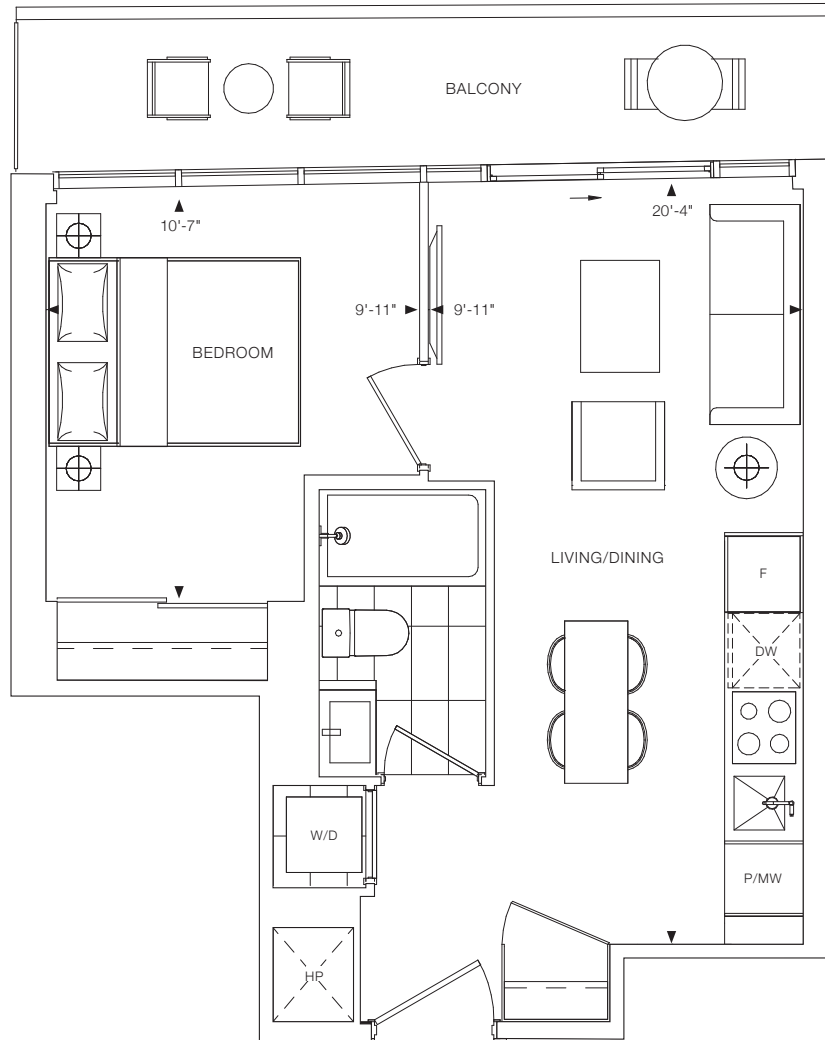 BALCONY
10'-7"
20'-4"
9'-11"
9'-11"
BEDROOM
LIVING/DINING
F
DW
W/D
P/MW
HP